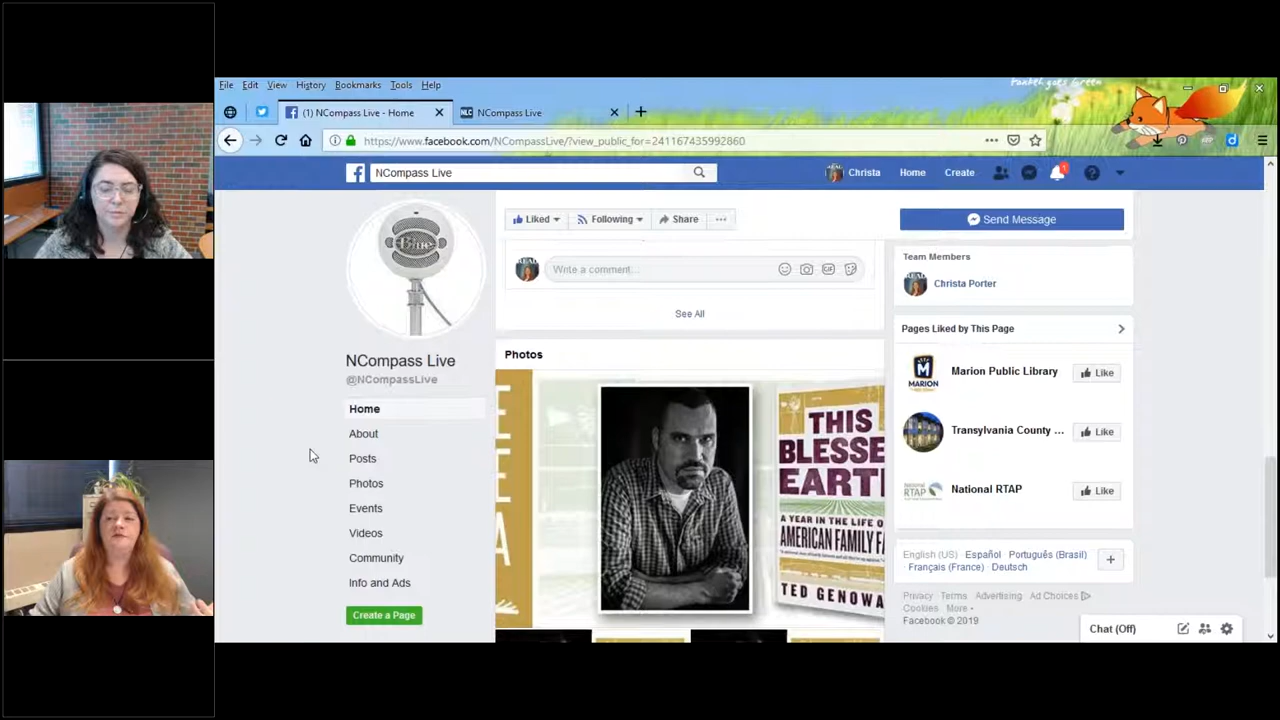 File Edit View History Bookmarks Tools Help
(1) NCompass Live - Home
NCompass Live
https://www.facebook.com/NCompassLive/?view_public_for=241167435992860
NCompass Live
Christa Home Create
1
Liked Following Share
Send Message
Blue
Write a comment...
GIF
See All
Team Members
Christa Porter
Pages Liked by This Page
Marion Public Library
Like
Transylvania County ...
Like
National RTAP
Like
NCompass Live
@NCompassLive
Home
About
Posts
Photos
Events
Videos
Community
Info and Ads
Create a Page
Photos
THIS
BLESSE
EART
A YEAR IN THE LIFE O
AMERICAN FAMILY FA
TED GENOWA
English (US) · Español · Português (Brasil) ·
Français (France) · Deutsch
Privacy · Terms · Advertising · Ad Choices
Cookies · More
Facebook © 2019
Chat (Off)